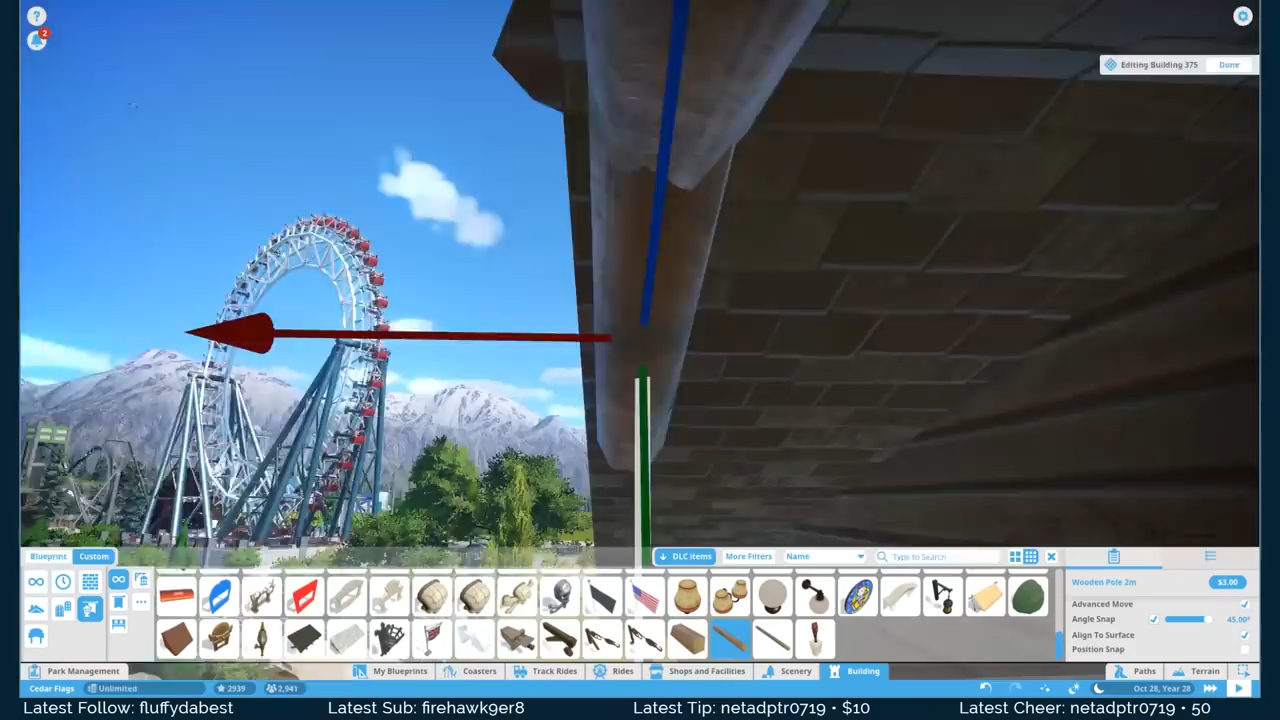 ?
2
Editing Building 375 Done
Blueprint Custom
DLC items More Filters Name Type to Search
Wooden Pole 2m $3.00
Advanced Move
Angle Snap 45.00°
Align To Surface
Position Snap
Park Management My Blueprints Coasters Track Rides Rides Shops and Facilities Scenery Building Paths Terrain
Cedar Flags Unlimited 2939 2,941 Oct 28, Year 28
Latest Follow: fluffydabest Latest Sub: firehawk9er8 Latest Tip: netadptr0719 • $10 Latest Cheer: netadptr0719 • 50